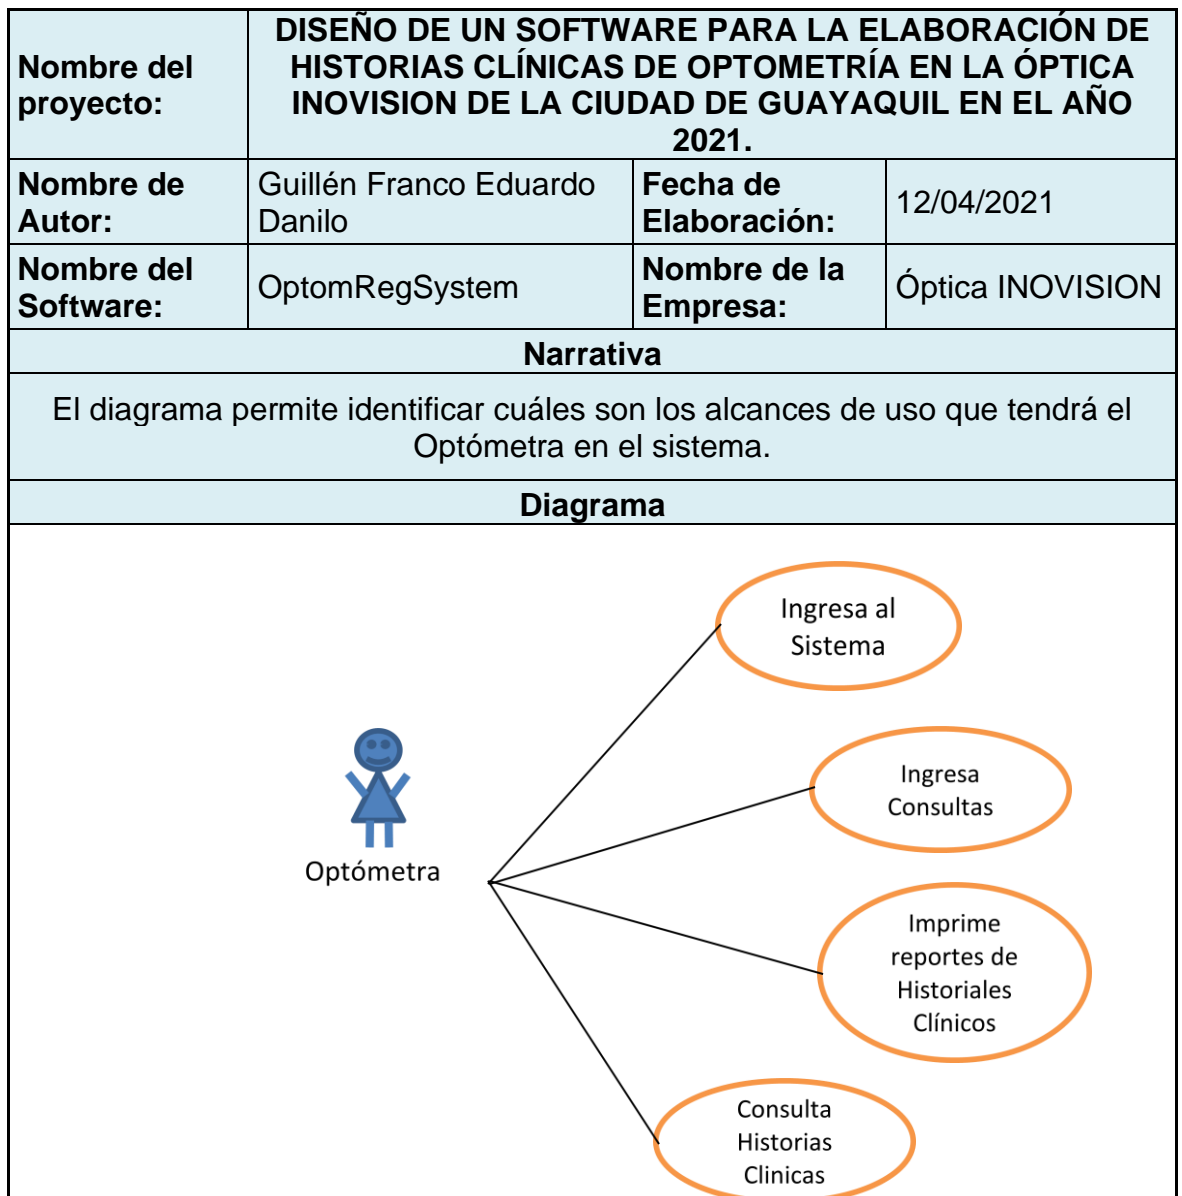 Nombre del
proyecto:
DISEÑO DE UN SOFTWARE PARA LA ELABORACIÓN DE
HISTORIAS CLÍNICAS DE OPTOMETRÍA EN LA ÓPTICA
INOVISION DE LA CIUDAD DE GUAYAQUIL EN EL AÑO
2021.
Nombre de
Autor:
Guillén Franco Eduardo
Danilo
Fecha de
Elaboración:
12/04/2021
Nombre del
Software:
OptomRegSystem
Nombre de la
Empresa:
Óptica INOVISION
Narrativa
El diagrama permite identificar cuáles son los alcances de uso que tendrá el
Optómetra en el sistema.
Diagrama
Ingresa al
Sistema
Ingresa
Consultas
Optómetra
Imprime
reportes de
Historiales
Clínicos
Consulta
Historias
Clinicas